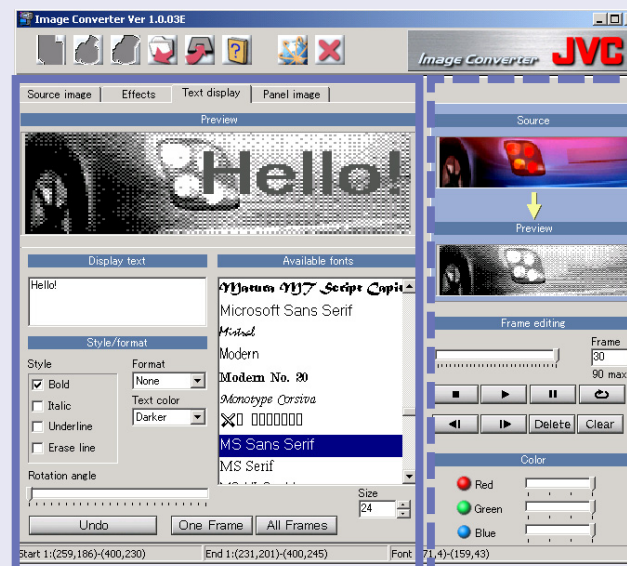 Image Converter Ver 1.0.03E
Image Converter JVC
Source image
Effects
Text display
Panel image
Preview
Hello!
Display text
Hello!
Style/format
Style
Bold
Italic
Underline
Erase line
Format
None
Text color
Darker
Rotation angle
Undo
One Frame
All Frames
Available fonts
Matura MT Script Capit
Microsoft Sans Serif
Mistral
Modern
Modern No. 20
Monotype Corsiva
MS Sans Serif
MS Serif
Size
24
Source
Preview
Frame editing
Frame
30
90 max
Delete
Clear
Color
Red
Green
Blue
Start 1:(259,186)-(400,230)
End 1:(231,201)-(400,245)
Font
71,4)-(159,43)